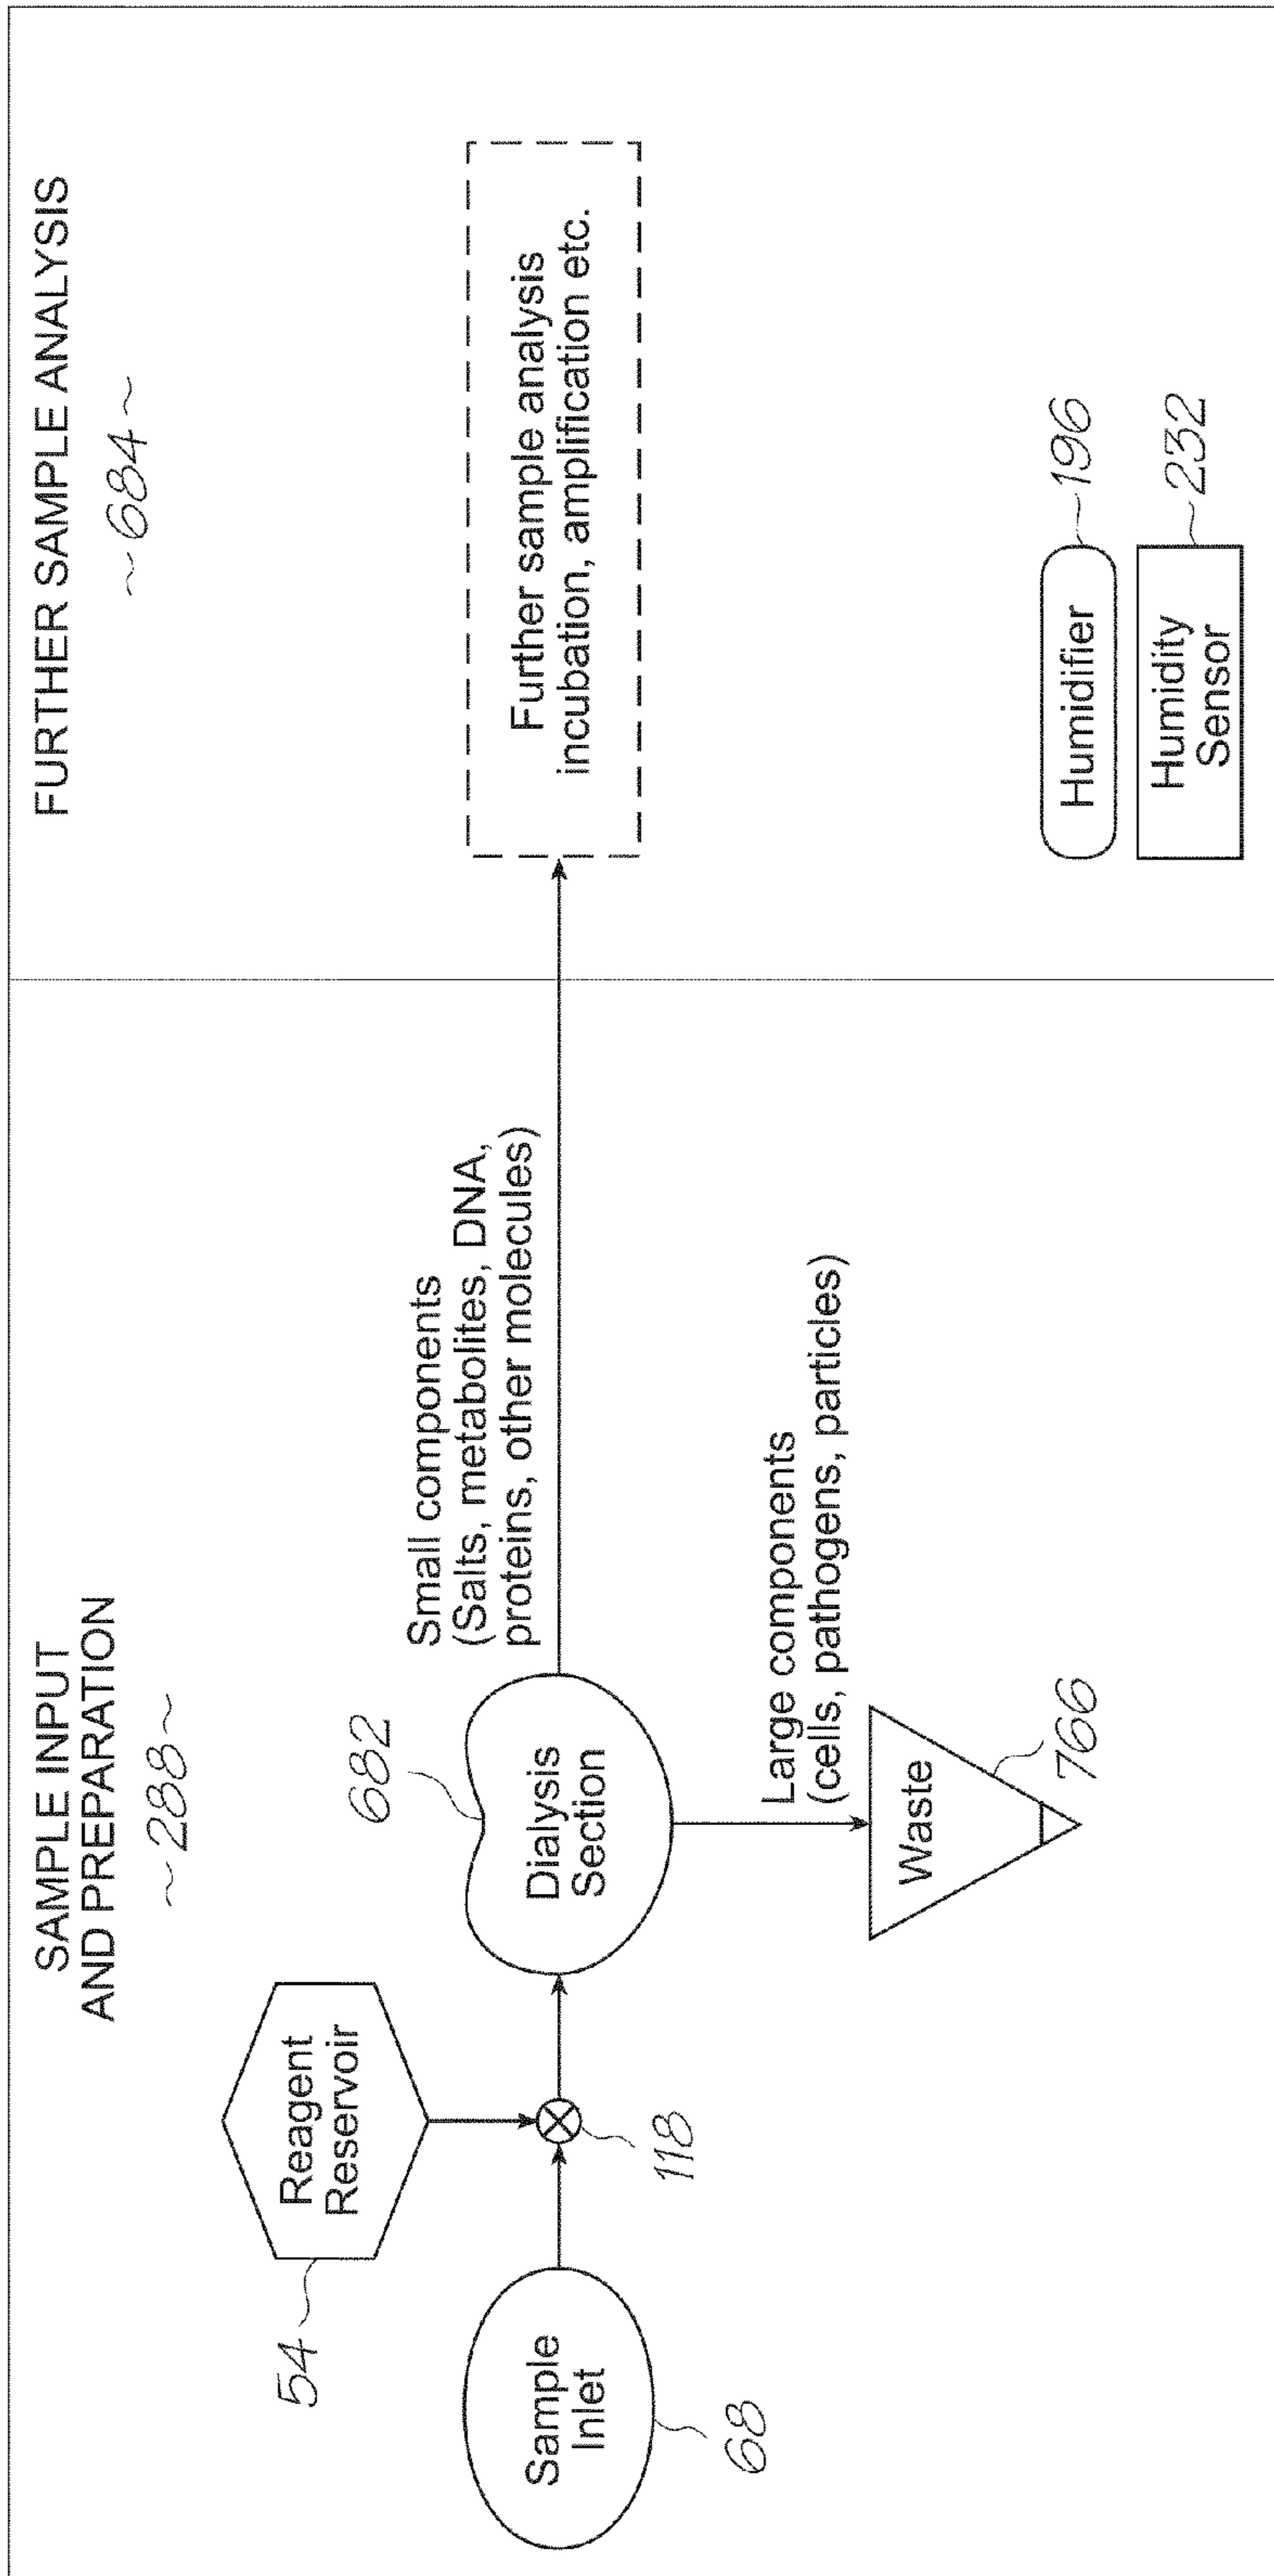 SAMPLE INPUT
AND PREPARATION
~288~
54
Reagent
Reservoir
Sample
Inlet
68
118
682
Dialysis
Section
Small components
(Salts, metabolites, DNA,
proteins, other molecules)
Large components
(cells, pathogens, particles)
Waste
766
FURTHER SAMPLE ANALYSIS
~684~
Further sample analysis
incubation, amplification etc.
Humidifier
196
Humidity
Sensor
232